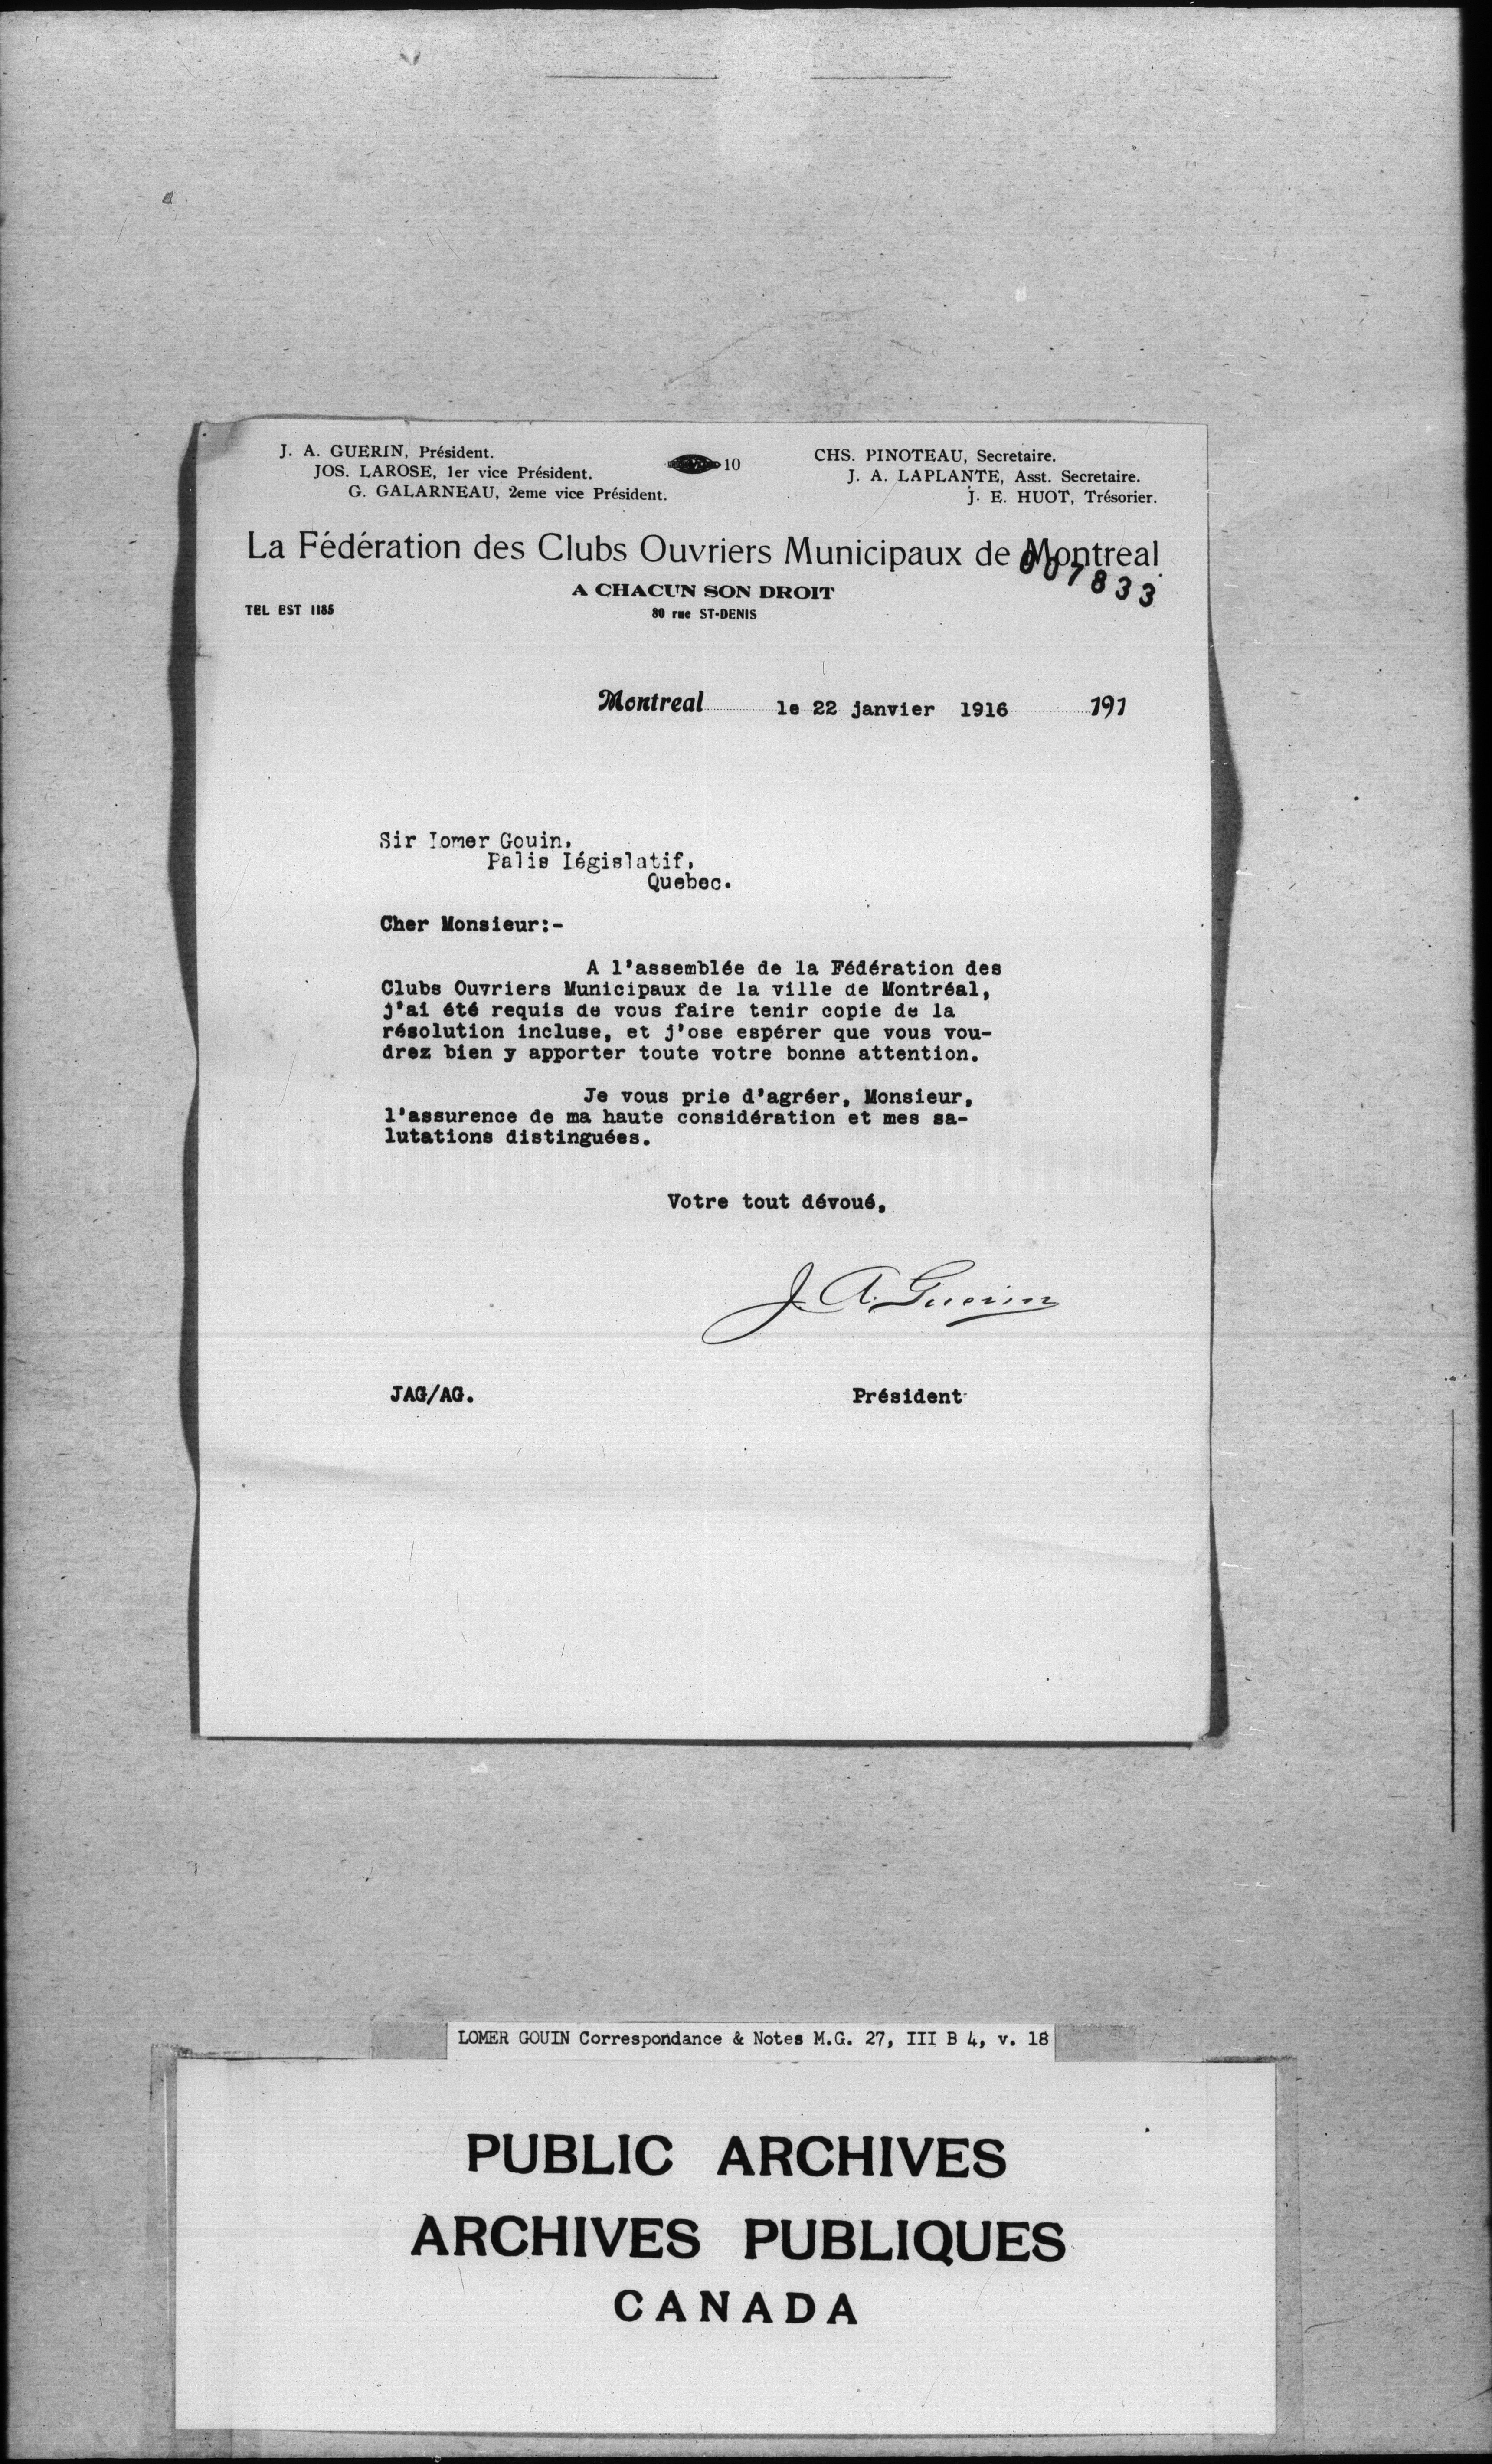 J. A. GUERIN, Président.
JOS. LAROSE, 1er vice Président.
G. GALARNEAU, 2eme vice Président.
10
CHS. PINOTEAU, Secretaire.
J. A. LAPLANTE, Asst. Secretaire.
J. E. HUOT, Trésorier.
La Fédération des Clubs Ouvriers Municipaux de Montreal
007833
A CHACUN SON DROIT
TEL EST 1185
80 rue ST-DENIS
Montreal le 22 janvier 1916 191
Sir Lomer Gouin,
Palis Législatif,
Quebec.
Cher Monsieur:-
A l'assemblée de la Fédération des
Clubs Ouvriers Municipaux de la ville de Montréal,
j'ai été requis de vous faire tenir copie de la
résolution incluse, et j'ose espérer que vous vou-
drez bien y apporter toute votre bonne attention.
Je vous prie d'agréer, Monsieur,
l'assurence de ma haute considération et mes sa-
lutations distinguées.
Votre tout dévoué,
J. A. Guerin
JAG/AG.
Président
LOMER GOUIN Correspondance & Notes M.G. 27, III B 4, v. 18
PUBLIC ARCHIVES
ARCHIVES PUBLIQUES
CANADA